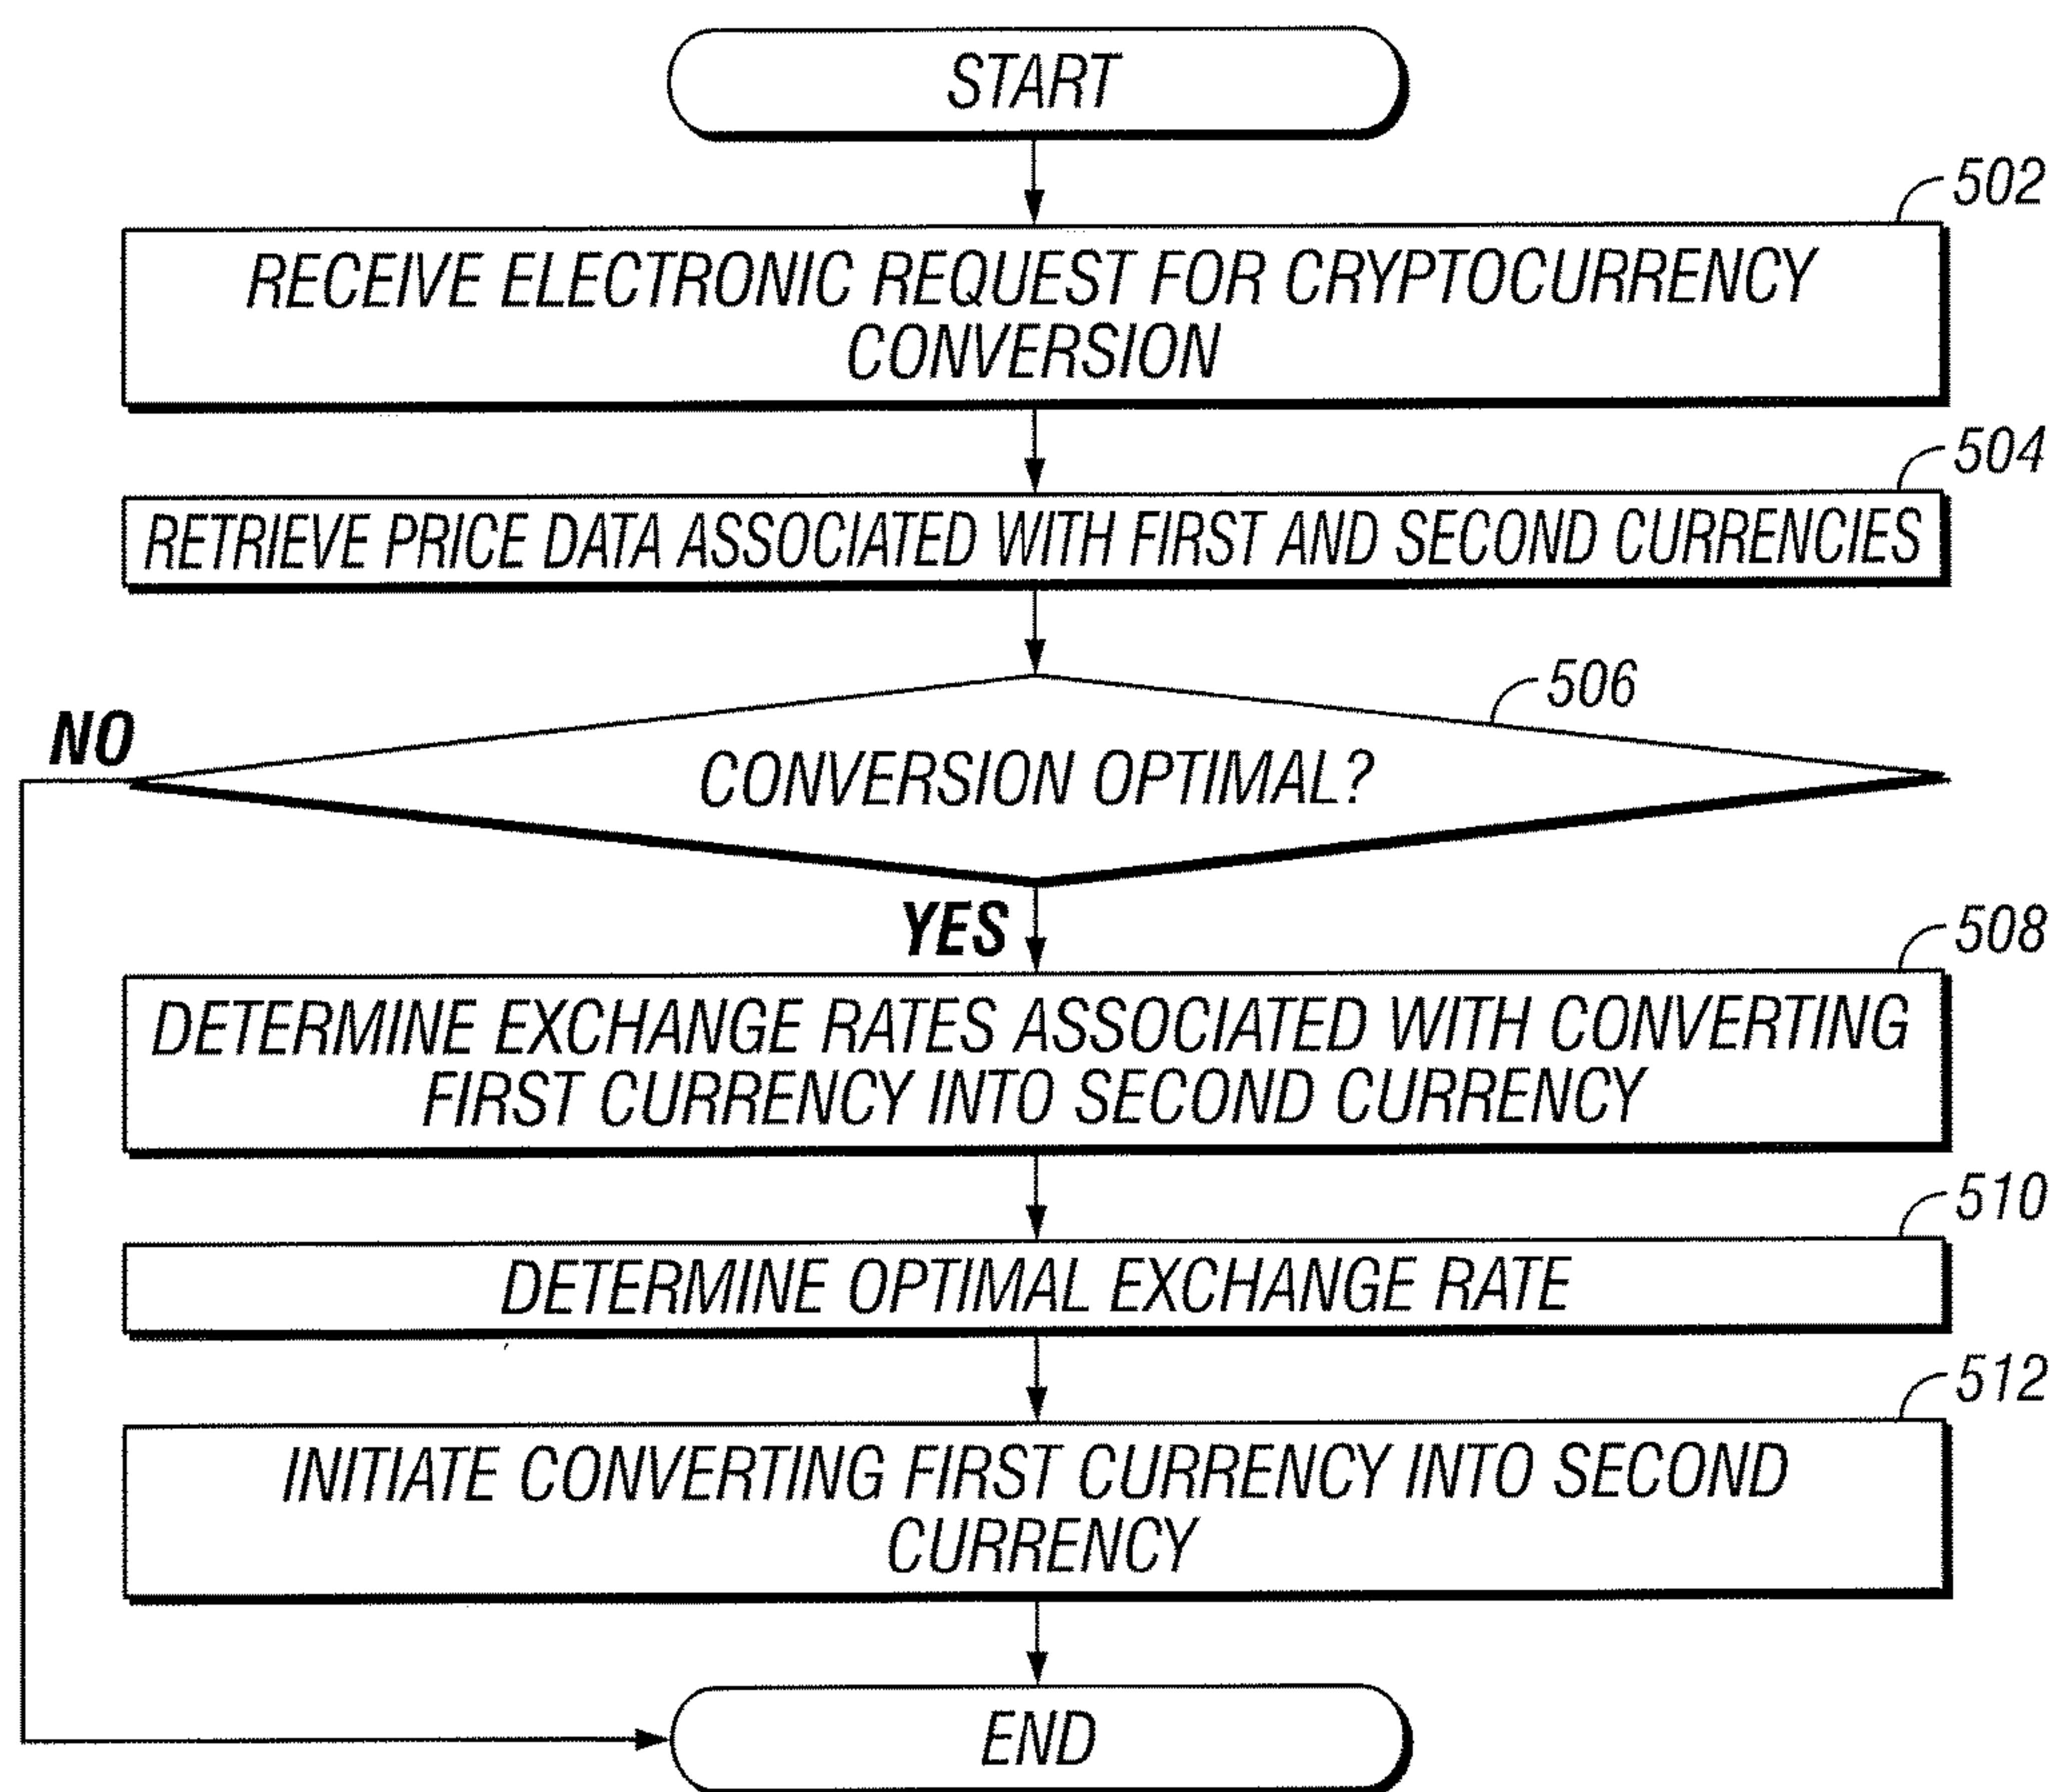 START
502
RECEIVE ELECTRONIC REQUEST FOR CRYPTOCURRENCY
CONVERSION
504
RETRIEVE PRICE DATA ASSOCIATED WITH FIRST AND SECOND CURRENCIES
506
NO
CONVERSION OPTIMAL?
YES
508
DETERMINE EXCHANGE RATES ASSOCIATED WITH CONVERTING
FIRST CURRENCY INTO SECOND CURRENCY
510
DETERMINE OPTIMAL EXCHANGE RATE
512
INITIATE CONVERTING FIRST CURRENCY INTO SECOND
CURRENCY
END